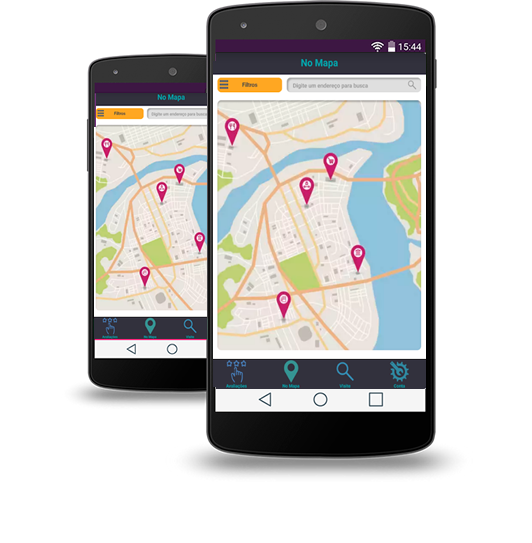 No Mapa
Filtros
Digite um endereço para busca
Avaliações
No Mapa
Visita
15:44
No Mapa
Filtros
Digite um endereço para busca
Avaliações
No Mapa
Visita
Conta